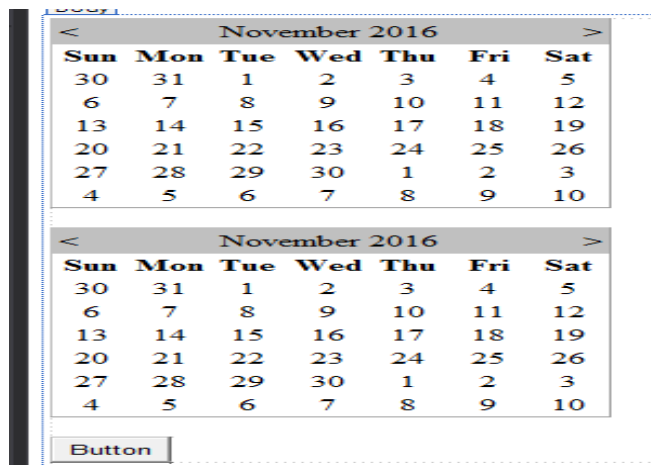 < November 2016 >
Sun Mon Tue Wed Thu Fri Sat
30 31 1 2 3 4 5
6 7 8 9 10 11 12
13 14 15 16 17 18 19
20 21 22 23 24 25 26
27 28 29 30 1 2 3
4 5 6 7 8 9 10
< November 2016 >
Sun Mon Tue Wed Thu Fri Sat
30 31 1 2 3 4 5
6 7 8 9 10 11 12
13 14 15 16 17 18 19
20 21 22 23 24 25 26
27 28 29 30 1 2 3
4 5 6 7 8 9 10
Button